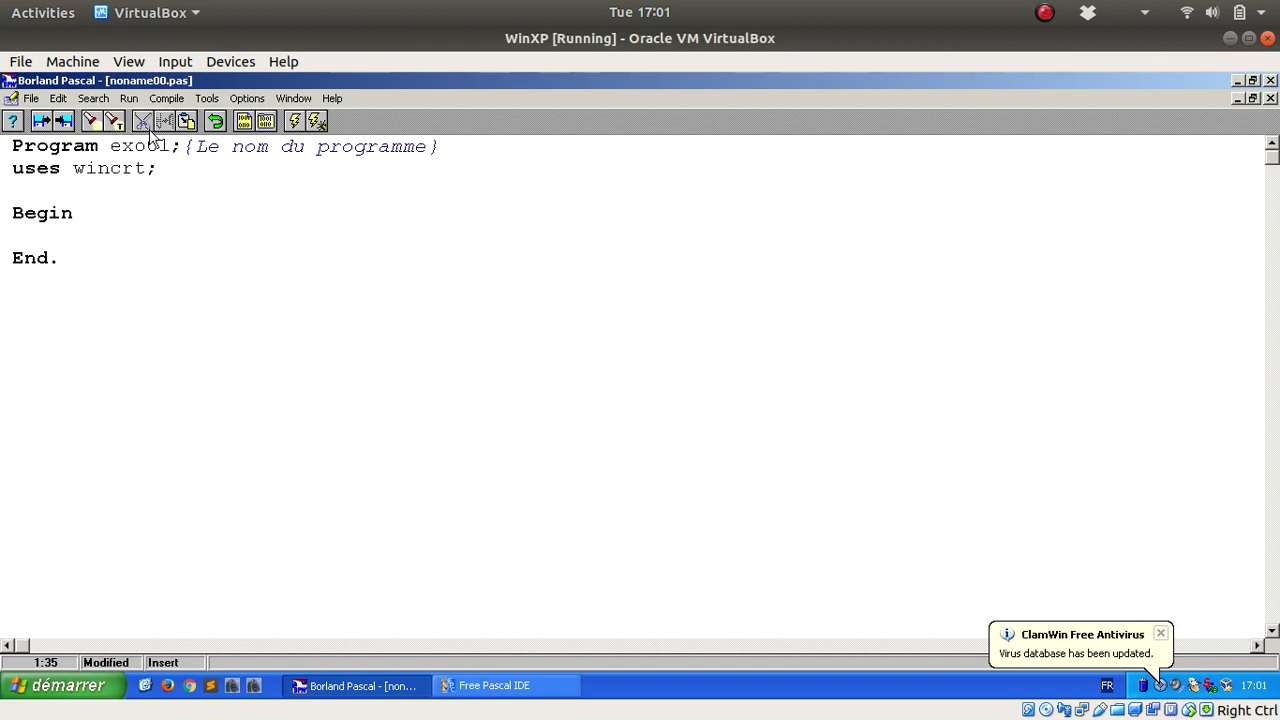 Activities VirtualBox Tue 17:01
WinXP [Running] - Oracle VM VirtualBox
File Machine View Input Devices Help
Borland Pascal - [noname00.pas]
File Edit Search Run Compile Tools Options Window Help
Program ;{Le nom du programme}
uses wincrt;
Begin
End.
ClamWin Free Antivirus
Virus database has been updated.
1:35 Modified Insert
démarrer Borland Pascal - [non... Free Pascal IDE FR 17:01
Right Ctrl